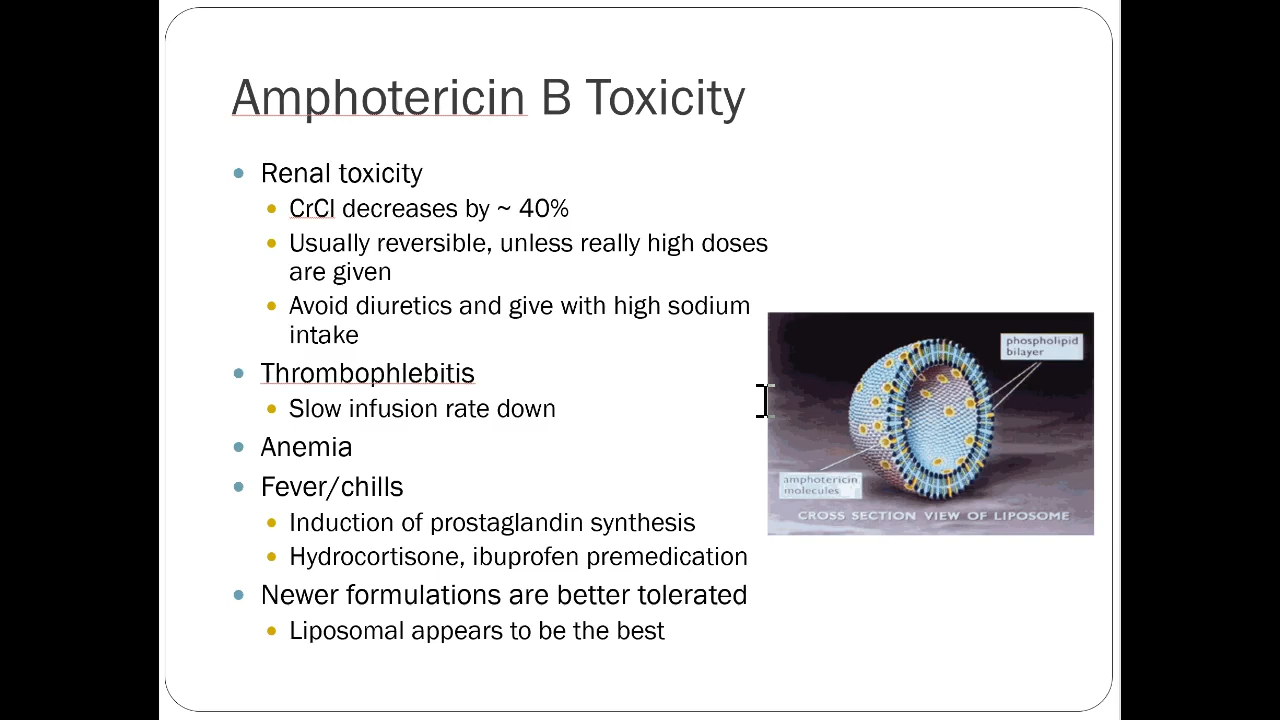 Amphotericin B Toxicity
Renal toxicity
CrCl decreases by ~ 40%
Usually reversible, unless really high doses
are given
Avoid diuretics and give with high sodium
intake
Thrombophlebitis
Slow infusion rate down
Anemia
Fever/chills
Induction of prostaglandin synthesis
Hydrocortisone, ibuprofen premedication
Newer formulations are better tolerated
Liposomal appears to be the best
phospholipid
bilayer
amphotericin
molecules
CROSS SECTION VIEW OF LIPOSOME